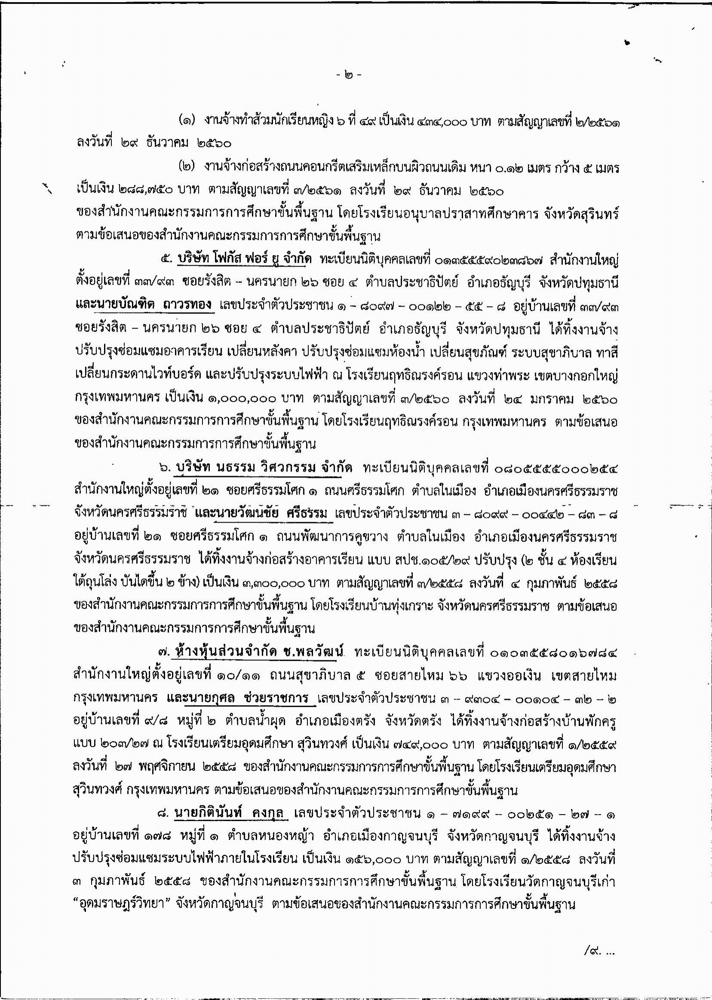 - ๒ -
(๑) งานจ้างทำส้วมนักเรียนหญิง ๖ ที่ ๔๙ เป็นเงิน ๔๓๔,๐๐๐ บาท ตามสัญญาเลขที่ ๒/๒๕๖๑
ลงวันที่ ๒๙ ธันวาคม ๒๕๖๐
(๒) งานจ้างก่อสร้างถนนคอนกรีตเสริมเหล็กบนผิวถนนเดิม หนา ๐.๑๒ เมตร กว้าง ๕ เมตร
เป็นเงิน ๒๘๘,๗๕๐ บาท ตามสัญญาเลขที่ ๓/๒๕๖๑ ลงวันที่ ๒๙ ธันวาคม ๒๕๖๐
ของสำนักงานคณะกรรมการการศึกษาขั้นพื้นฐาน โดยโรงเรียนอนุบาลปราสาทศึกษาคาร จังหวัดสุรินทร์
ตามข้อเสนอของสำนักงานคณะกรรมการการศึกษาขั้นพื้นฐาน
๕. บริษัท โฟกัส ฟอร์ ยู จำกัด ทะเบียนนิติบุคคลเลขที่ ๐๑๓๕๕๕๙๐๒๓๘๖๗ สำนักงานใหญ่
ตั้งอยู่เลขที่ ๓๓/๙๓ ซอยรังสิต – นครนายก ๒๖ ซอย ๔ ตำบลประชาธิปัตย์ อำเภอธัญบุรี จังหวัดปทุมธานี
และนายบัณฑิต ถาวรทอง เลขประจำตัวประชาชน ๑ – ๘๐๙๗ – ๐๐๑๒๒ – ๕๕ – ๘ อยู่บ้านเลขที่ ๓๓/๙๓
ซอยรังสิต – นครนายก ๒๖ ซอย ๔ ตำบลประชาธิปัตย์ อำเภอธัญบุรี จังหวัดปทุมธานี ได้ทิ้งงานจ้าง
ปรับปรุงซ่อมแซมอาคารเรียน เปลี่ยนหลังคา ปรับปรุงซ่อมแซมห้องน้ำ เปลี่ยนสุขภัณฑ์ ระบบสุขาภิบาล ทาสี
เปลี่ยนกระดานไวท์บอร์ด และปรับปรุงระบบไฟฟ้า ณ โรงเรียนฤทธิณรงค์รอน แขวงท่าพระ เขตบางกอกใหญ่
กรุงเทพมหานคร เป็นเงิน ๑,๐๐๐,๐๐๐ บาท ตามสัญญาเลขที่ ๓/๒๕๖๐ ลงวันที่ ๒๔ มกราคม ๒๕๖๐
ของสำนักงานคณะกรรมการการศึกษาขั้นพื้นฐาน โดยโรงเรียนฤทธิณรงค์รอน กรุงเทพมหานคร ตามข้อเสนอ
ของสำนักงานคณะกรรมการการศึกษาขั้นพื้นฐาน
๖. บริษัท นธรรม วิศวกรรม จำกัด ทะเบียนนิติบุคคลเลขที่ ๐๘๐๕๕๕๕๐๐๐๒๕๔
สำนักงานใหญ่ตั้งอยู่เลขที่ ๒๑ ซอยศรีธรรมโศก ๑ ถนนศรีธรรมโศก ตำบลในเมือง อำเภอเมืองนครศรีธรรมราช
จังหวัดนครศรีธรรมราช และนายวัฒนชัย ศรีธรรม เลขประจำตัวประชาชน ๓ – ๘๐๙๙ – ๐๐๔๔๒ – ๘๓ – ๘
อยู่บ้านเลขที่ ๒๑ ซอยศรีธรรมโศก ๑ ถนนพัฒนาการคูขวาง ตำบลในเมือง อำเภอเมืองนครศรีธรรมราช
จังหวัดนครศรีธรรมราช ได้ทิ้งงานจ้างก่อสร้างอาคารเรียน แบบ สปช.๑๐๕/๒๙ ปรับปรุง (๒ ชั้น ๔ ห้องเรียน
ใต้ถุนโล่ง บันไดขึ้น ๒ ข้าง) เป็นเงิน ๓,๓๐๐,๐๐๐ บาท ตามสัญญาเลขที่ ๓/๒๕๕๘ ลงวันที่ ๔ กุมภาพันธ์ ๒๕๕๘
ของสำนักงานคณะกรรมการการศึกษาขั้นพื้นฐาน โดยโรงเรียนบ้านทุ่งเกราะ จังหวัดนครศรีธรรมราช ตามข้อเสนอ
ของสำนักงานคณะกรรมการการศึกษาขั้นพื้นฐาน
๗. ห้างหุ้นส่วนจำกัด ช.พลวัฒน์ ทะเบียนนิติบุคคลเลขที่ ๐๑๐๓๕๕๘๐๑๖๗๘๔
สำนักงานใหญ่ตั้งอยู่เลขที่ ๑๐/๑๑ ถนนสุขาภิบาล ๕ ซอยสายไหม ๖๖ แขวงออเงิน เขตสายไหม
กรุงเทพมหานคร และนายกุศล ช่วยราชการ เลขประจำตัวประชาชน ๓ – ๙๓๐๔ – ๐๐๑๐๔ – ๓๒ – ๒
อยู่บ้านเลขที่ ๙/๘ หมู่ที่ ๒ ตำบลน้ำผุด อำเภอเมืองตรัง จังหวัดตรัง ได้ทิ้งงานจ้างก่อสร้างบ้านพักครู
แบบ ๒๐๓/๒๗ ณ โรงเรียนเตรียมอุดมศึกษา สุวินทวงศ์ เป็นเงิน ๗๔๙,๐๐๐ บาท ตามสัญญาเลขที่ ๑/๒๕๕๙
ลงวันที่ ๒๗ พฤศจิกายน ๒๕๕๘ ของสำนักงานคณะกรรมการการศึกษาขั้นพื้นฐาน โดยโรงเรียนเตรียมอุดมศึกษา
สุวินทวงศ์ กรุงเทพมหานคร ตามข้อเสนอของสำนักงานคณะกรรมการการศึกษาขั้นพื้นฐาน
๘. นายกิตินันท์ คงกุล เลขประจำตัวประชาชน ๑ – ๗๑๙๙ – ๐๐๒๕๑ – ๒๗ – ๑
อยู่บ้านเลขที่ ๑๗๘ หมู่ที่ ๑ ตำบลหนองหญ้า อำเภอเมืองกาญจนบุรี จังหวัดกาญจนบุรี ได้ทิ้งงานจ้าง
ปรับปรุงซ่อมแซมระบบไฟฟ้าภายในโรงเรียน เป็นเงิน ๑๕๖,๐๐๐ บาท ตามสัญญาเลขที่ ๑/๒๕๕๘ ลงวันที่
๓ กุมภาพันธ์ ๒๕๕๘ ของสำนักงานคณะกรรมการการศึกษาขั้นพื้นฐาน โดยโรงเรียนวัดกาญจนบุรีเก่า
“อุดมราษฎร์วิทยา” จังหวัดกาญจนบุรี ตามข้อเสนอของสำนักงานคณะกรรมการการศึกษาขั้นพื้นฐาน
/๙. ...